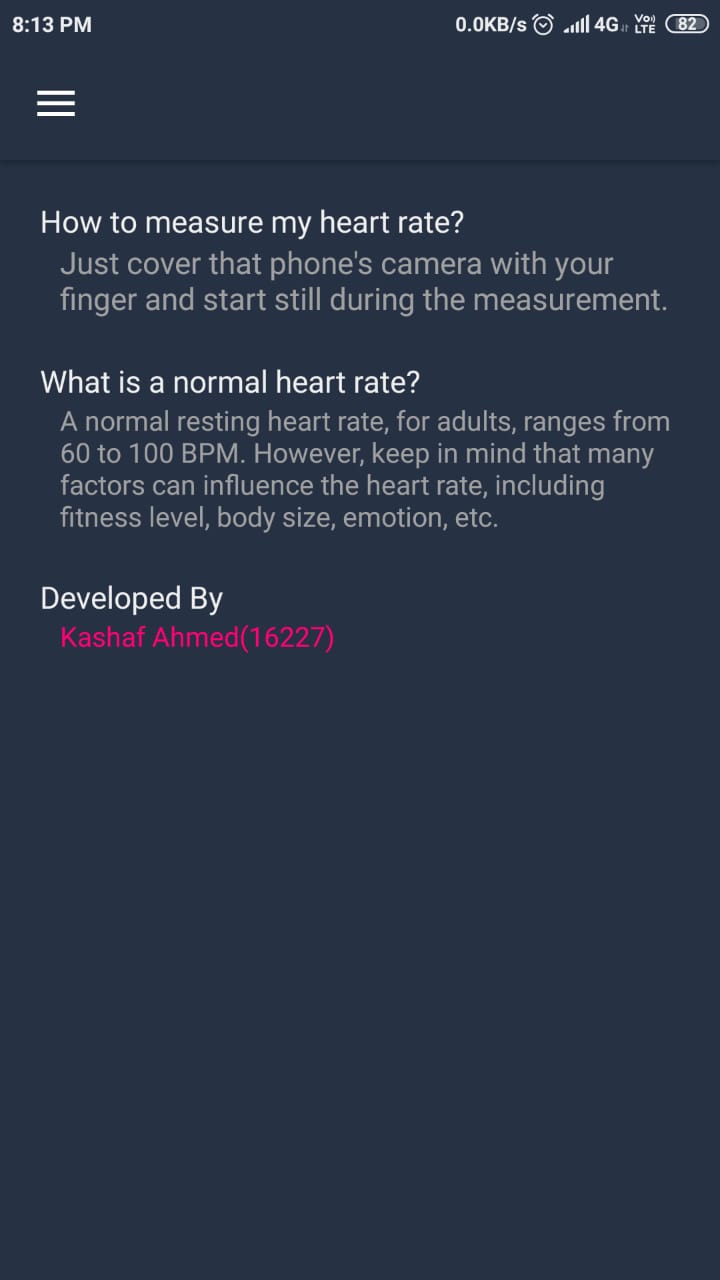 8:13 PM 0.0KB/s 4G Vo)) LTE 82
How to measure my heart rate?
Just cover that phone's camera with your
finger and start still during the measurement.
What is a normal heart rate?
A normal resting heart rate, for adults, ranges from
60 to 100 BPM. However, keep in mind that many
factors can influence the heart rate, including
fitness level, body size, emotion, etc.
Developed By
Kashaf Ahmed(16227)